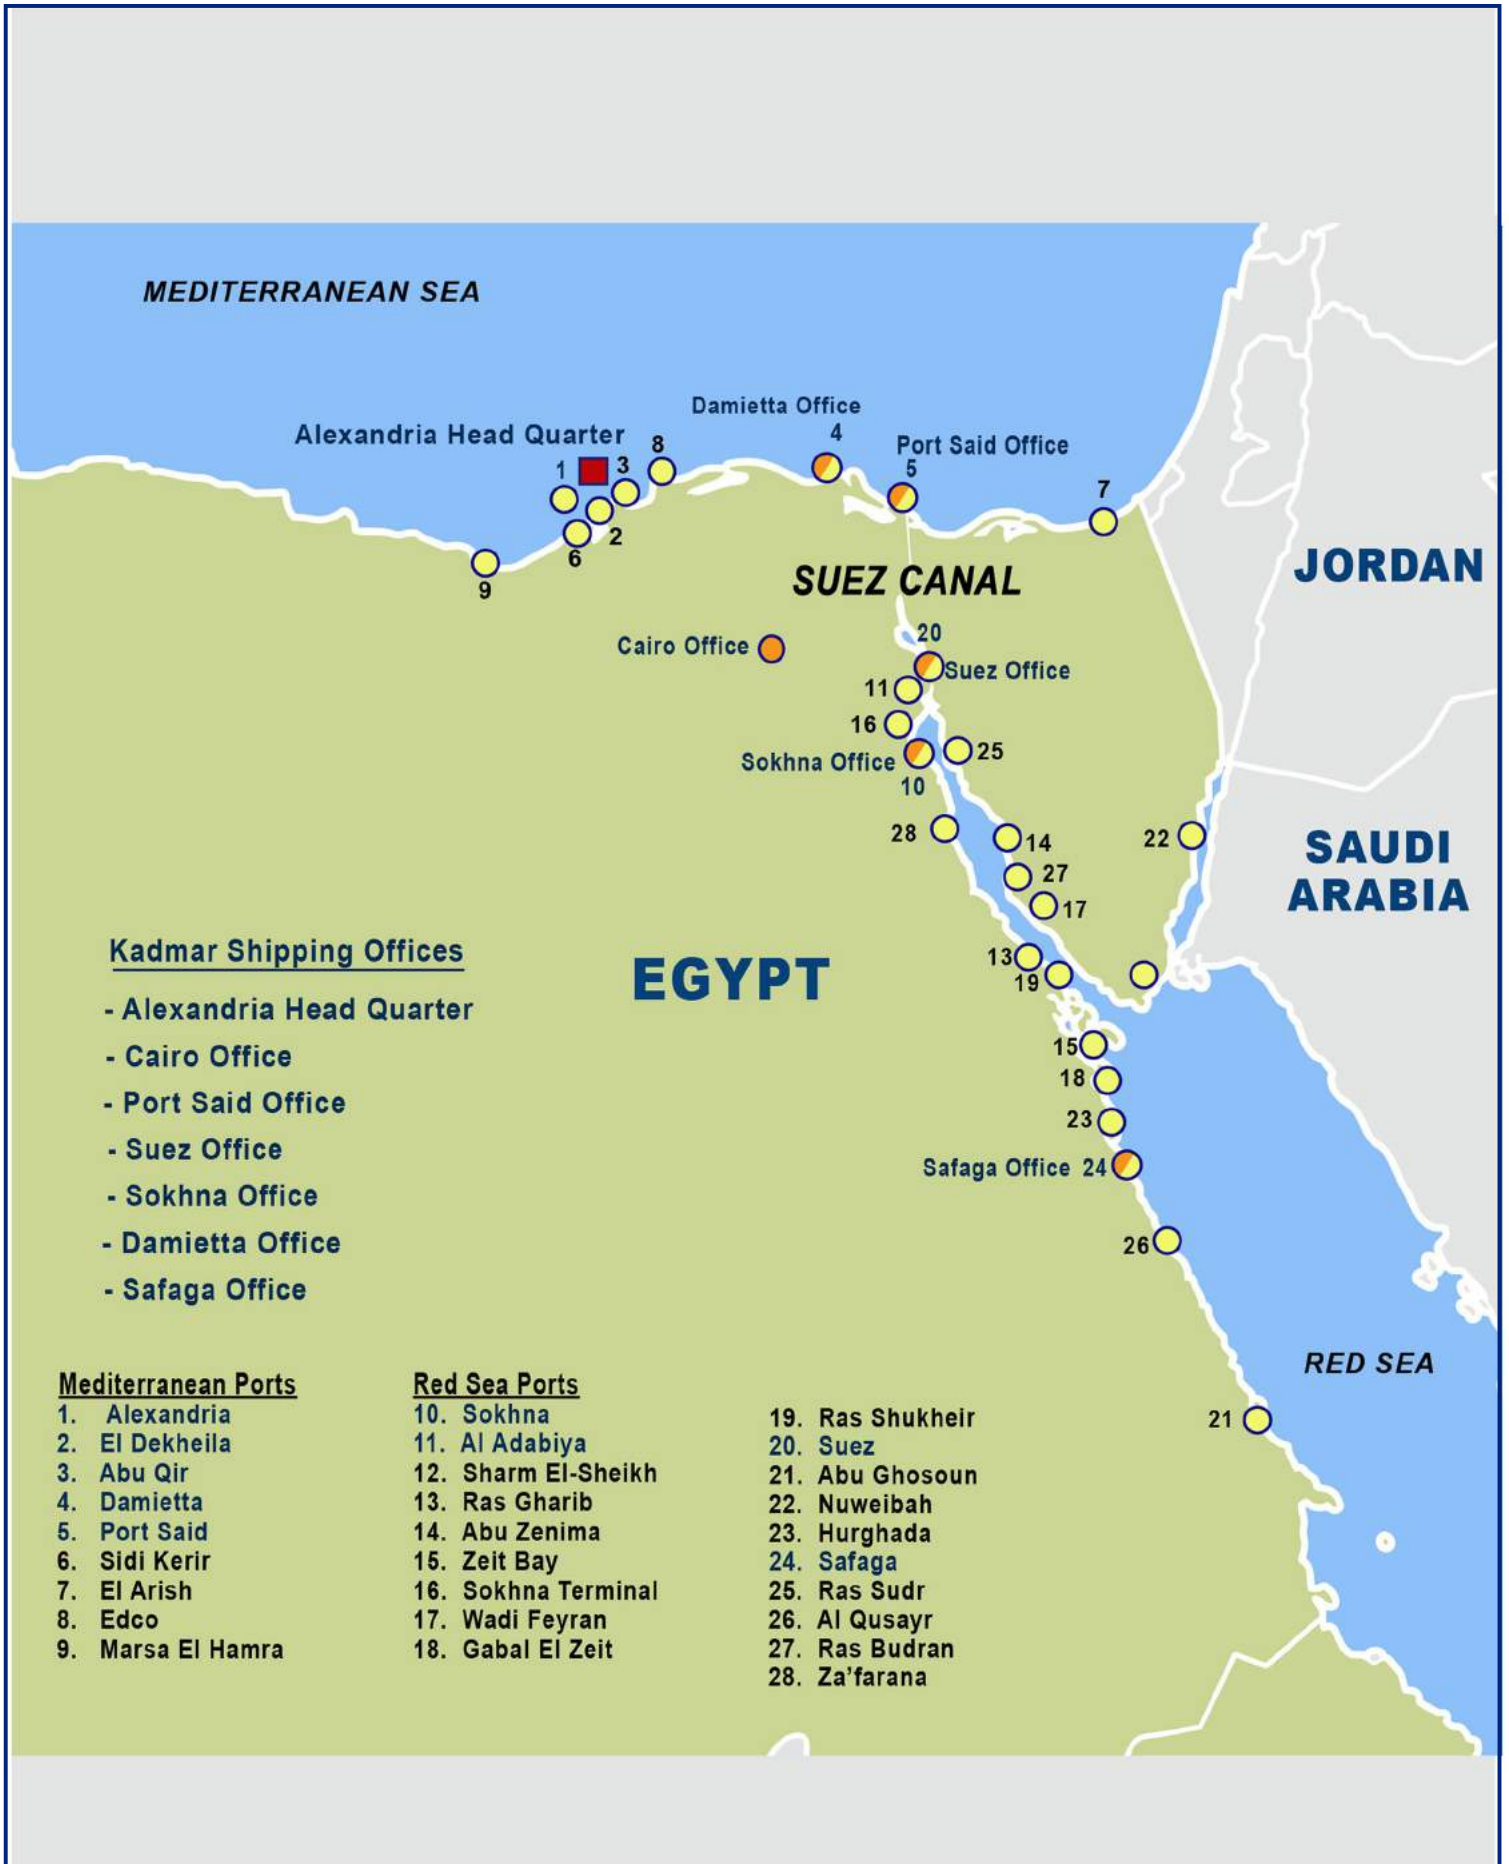 MEDITERRANEAN SEA
Damietta Office
4
Alexandria Head Quarter
Port Said Office
8
1
3
5
7
2
6
9
SUEZ CANAL
JORDAN
20
Cairo Office
Suez Office
11
16
25
Sokhna Office
10
28
14
22
27
17
SAUDI
ARABIA
13
19
EGYPT
15
18
23
Safaga Office 24
26
RED SEA
21
Kadmar Shipping Offices
- Alexandria Head Quarter
- Cairo Office
- Port Said Office
- Suez Office
- Sokhna Office
- Damietta Office
- Safaga Office
Mediterranean Ports
1. Alexandria
2. El Dekheila
3. Abu Qir
4. Damietta
5. Port Said
6. Sidi Kerir
7. El Arish
8. Edco
9. Marsa El Hamra
Red Sea Ports
10. Sokhna
11. Al Adabiya
12. Sharm El-Sheikh
13. Ras Gharib
14. Abu Zenima
15. Zeit Bay
16. Sokhna Terminal
17. Wadi Feyran
18. Gabal El Zeit
19. Ras Shukheir
20. Suez
21. Abu Ghosoun
22. Nuweibah
23. Hurghada
24. Safaga
25. Ras Sudr
26. Al Qusayr
27. Ras Budran
28. Za'farana